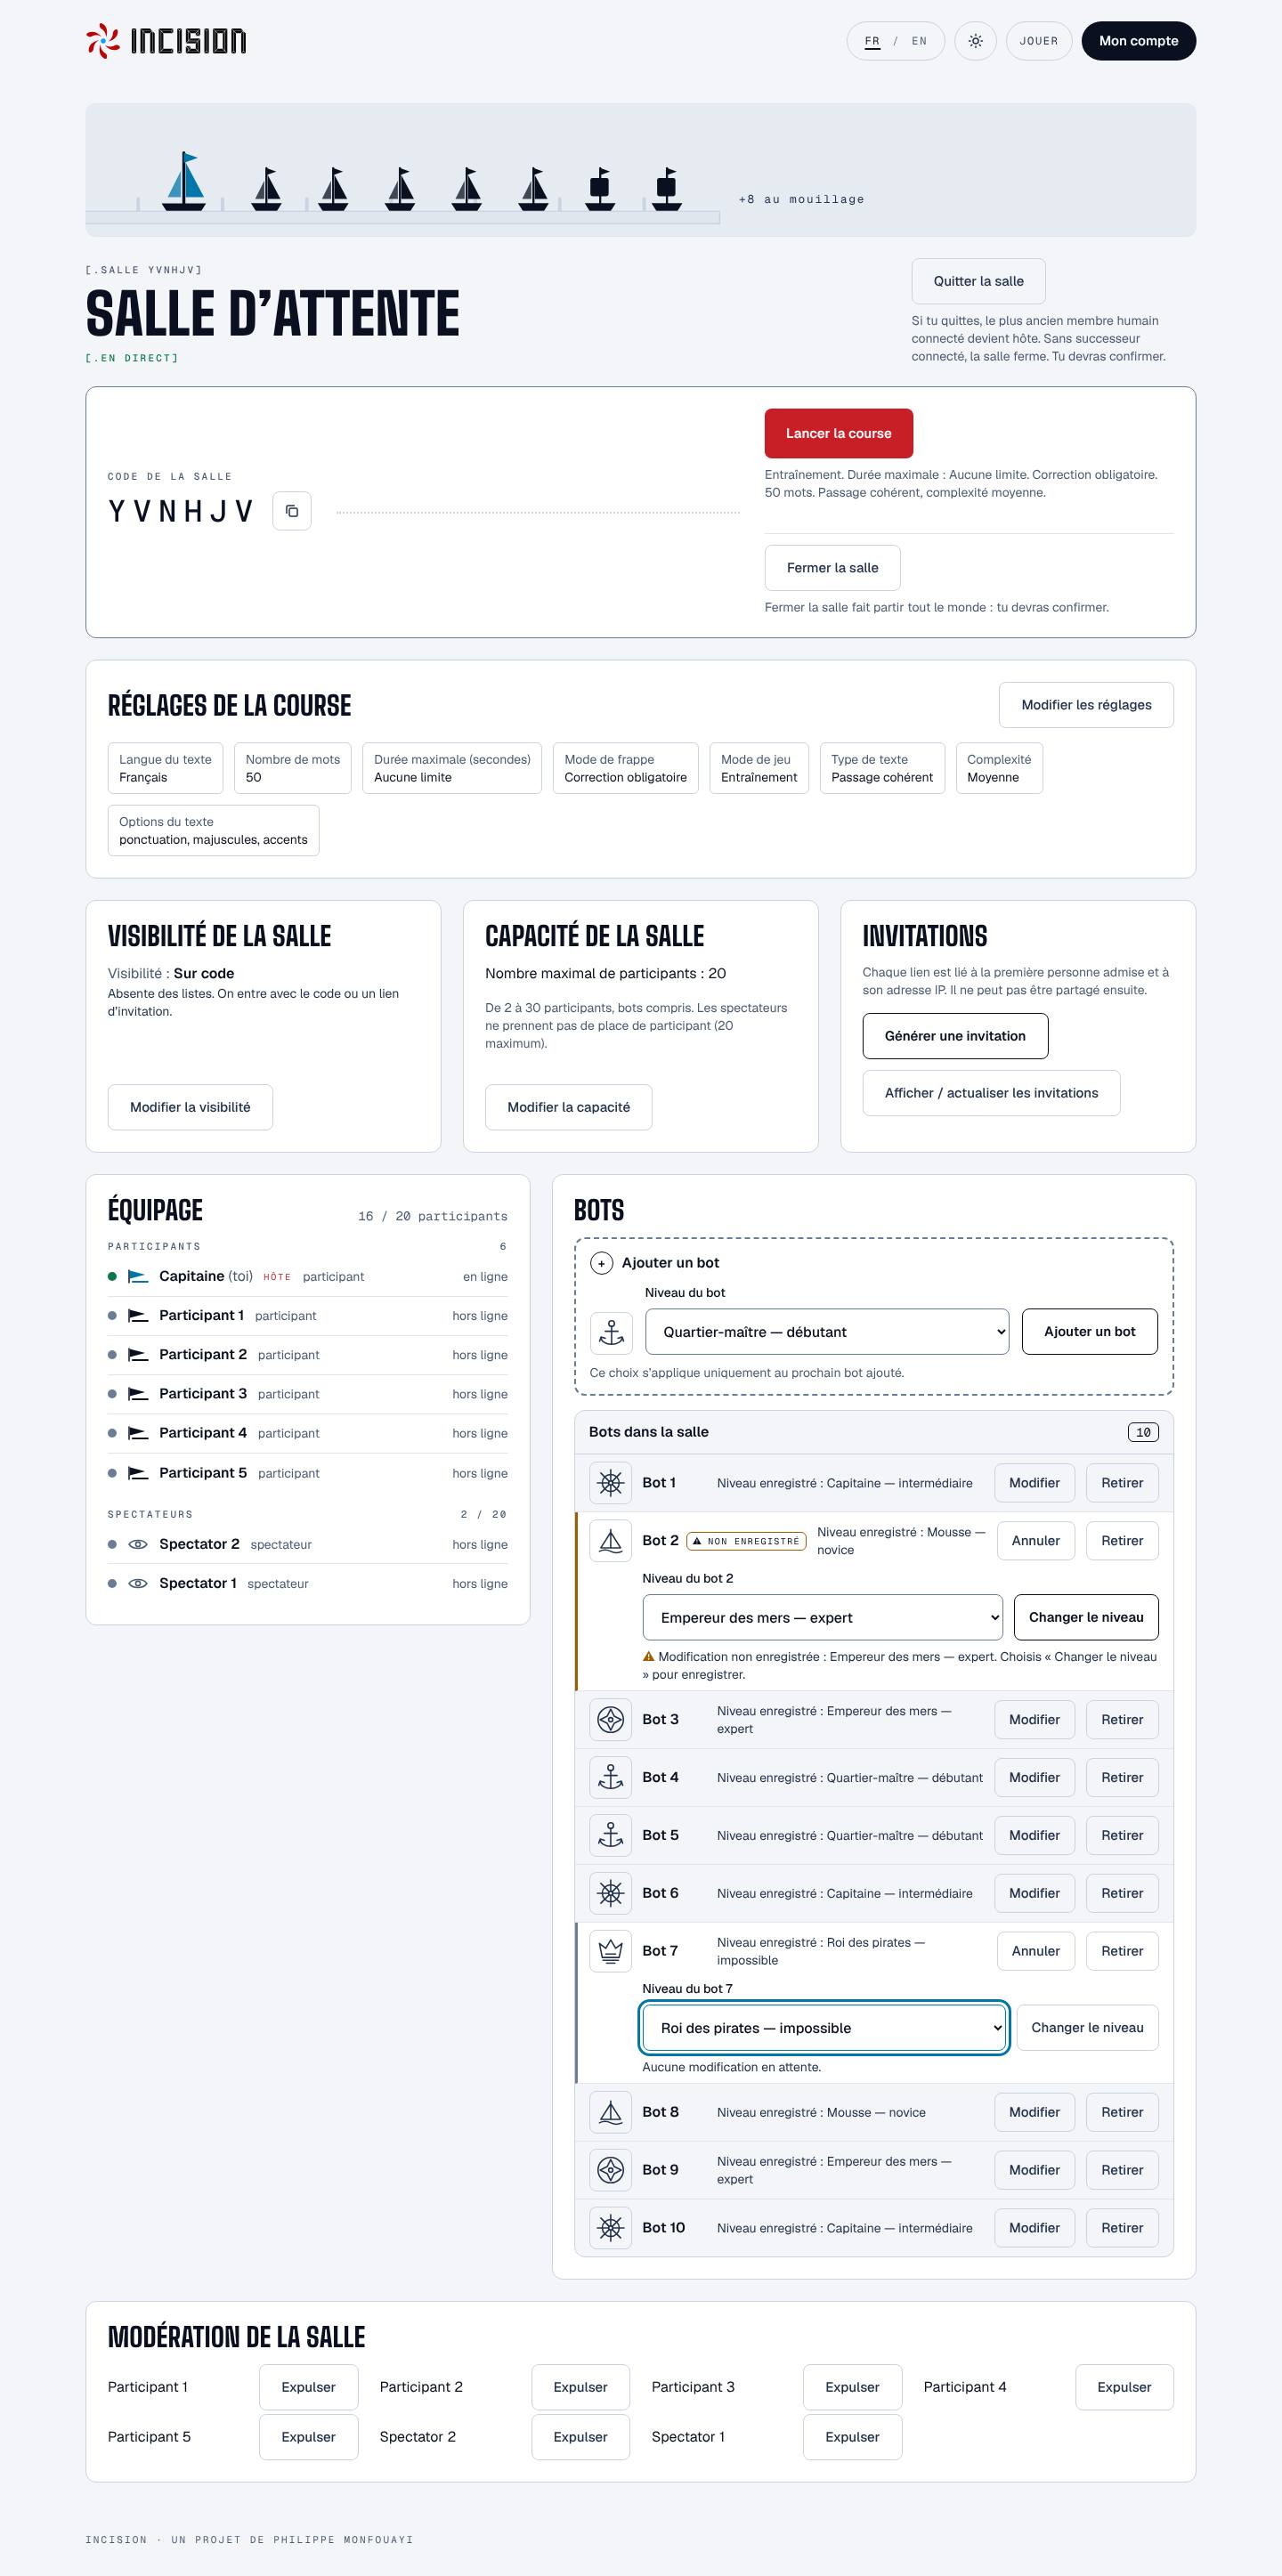 INCISION
FR / EN
JOUER
Mon compte
+8 au mouillage
[.SALLE YVNHJV]
SALLE D’ATTENTE
[.EN DIRECT]
Quitter la salle
Si tu quittes, le plus ancien membre humain
connecté devient hôte. Sans successeur
connecté, la salle ferme. Tu devras confirmer.
CODE DE LA SALLE
YVNHJV
Lancer la course
Entraînement. Durée maximale : Aucune limite. Correction obligatoire.
50 mots. Passage cohérent, complexité moyenne.
Fermer la salle
Fermer la salle fait partir tout le monde : tu devras confirmer.
RÉGLAGES DE LA COURSE
Modifier les réglages
Langue du texte
Français
Nombre de mots
50
Durée maximale (secondes)
Aucune limite
Mode de frappe
Correction obligatoire
Mode de jeu
Entraînement
Type de texte
Passage cohérent
Complexité
Moyenne
Options du texte
ponctuation, majuscules, accents
VISIBILITÉ DE LA SALLE
Visibilité : Sur code
Absente des listes. On entre avec le code ou un lien
d’invitation.
Modifier la visibilité
CAPACITÉ DE LA SALLE
Nombre maximal de participants : 20
De 2 à 30 participants, bots compris. Les spectateurs
ne prennent pas de place de participant (20
maximum).
Modifier la capacité
INVITATIONS
Chaque lien est lié à la première personne admise et à
son adresse IP. Il ne peut pas être partagé ensuite.
Générer une invitation
Afficher / actualiser les invitations
ÉQUIPAGE
16 / 20 participants
PARTICIPANTS 6
Capitaine (toi) HÔTE participant en ligne
Participant 1 participant hors ligne
Participant 2 participant hors ligne
Participant 3 participant hors ligne
Participant 4 participant hors ligne
Participant 5 participant hors ligne
SPECTATEURS 2 / 20
Spectator 2 spectateur hors ligne
Spectator 1 spectateur hors ligne
BOTS
+ Ajouter un bot
Niveau du bot
Quartier-maître — débutant
Ajouter un bot
Ce choix s’applique uniquement au prochain bot ajouté.
Bots dans la salle 10
Bot 1 Niveau enregistré : Capitaine — intermédiaire Modifier Retirer
Bot 2 NON ENREGISTRÉ Niveau enregistré : Mousse —
novice
Annuler Retirer
Niveau du bot 2
Empereur des mers — expert
Changer le niveau
Modification non enregistrée : Empereur des mers — expert. Choisis « Changer le niveau
» pour enregistrer.
Bot 3 Niveau enregistré : Empereur des mers —
expert
Modifier Retirer
Bot 4 Niveau enregistré : Quartier-maître — débutant Modifier Retirer
Bot 5 Niveau enregistré : Quartier-maître — débutant Modifier Retirer
Bot 6 Niveau enregistré : Capitaine — intermédiaire Modifier Retirer
Bot 7 Niveau enregistré : Roi des pirates —
impossible
Annuler Retirer
Niveau du bot 7
Roi des pirates — impossible
Changer le niveau
Aucune modification en attente.
Bot 8 Niveau enregistré : Mousse — novice Modifier Retirer
Bot 9 Niveau enregistré : Empereur des mers —
expert
Modifier Retirer
Bot 10 Niveau enregistré : Capitaine — intermédiaire Modifier Retirer
MODÉRATION DE LA SALLE
Participant 1 Expulser Participant 2 Expulser Participant 3 Expulser Participant 4 Expulser
Participant 5 Expulser Spectator 2 Expulser Spectator 1 Expulser
INCISION · UN PROJET DE PHILIPPE MONFOUAYI